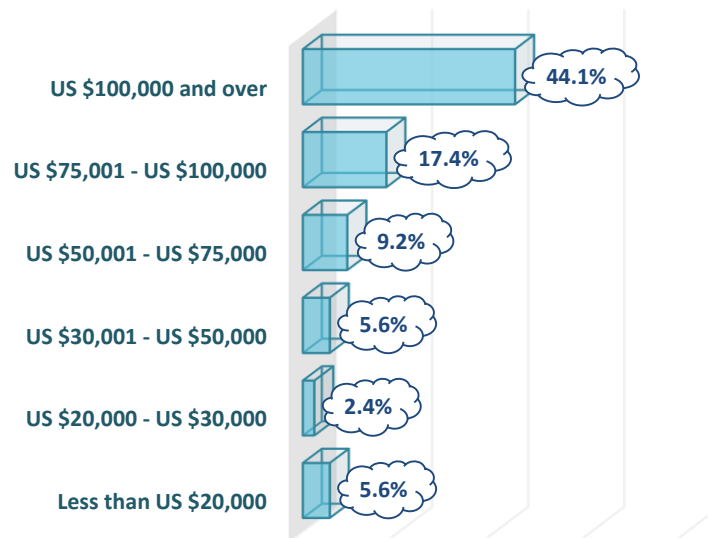 US $100,000 and over 44.1%
US $75,001 - US $100,000 17.4%
US $50,001 - US $75,000 9.2%
US $30,001 - US $50,000 5.6%
US $20,000 - US $30,000 2.4%
Less than US $20,000 5.6%